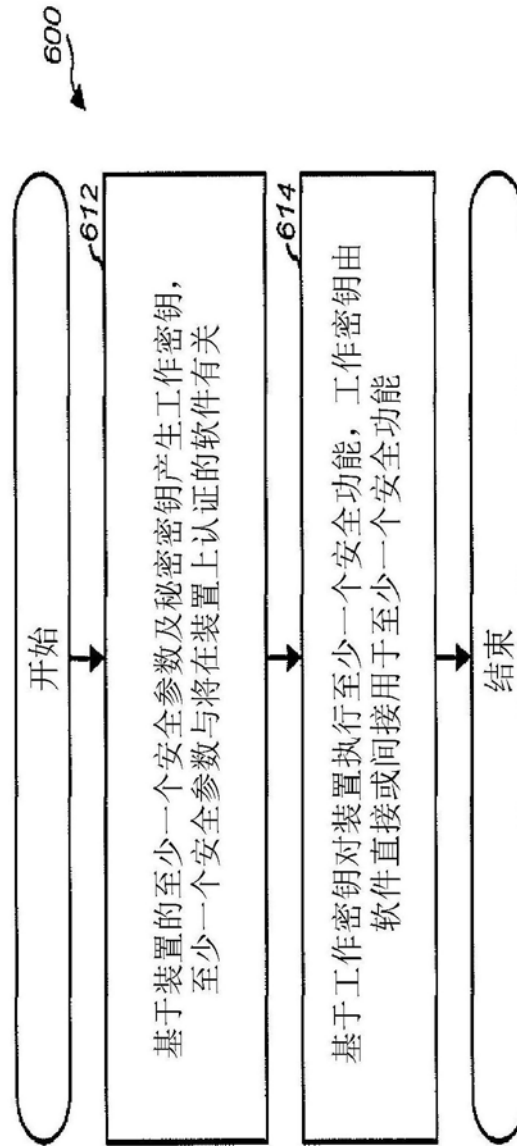 600
开始
612
基于装置的至少一个安全参数及秘密密钥产生工作密钥，
至少一个安全参数与将在装置上认证的软件有关
614
基于工作密钥对装置执行至少一个安全功能，工作密钥由
软件直接或间接用于至少一个安全功能
结束